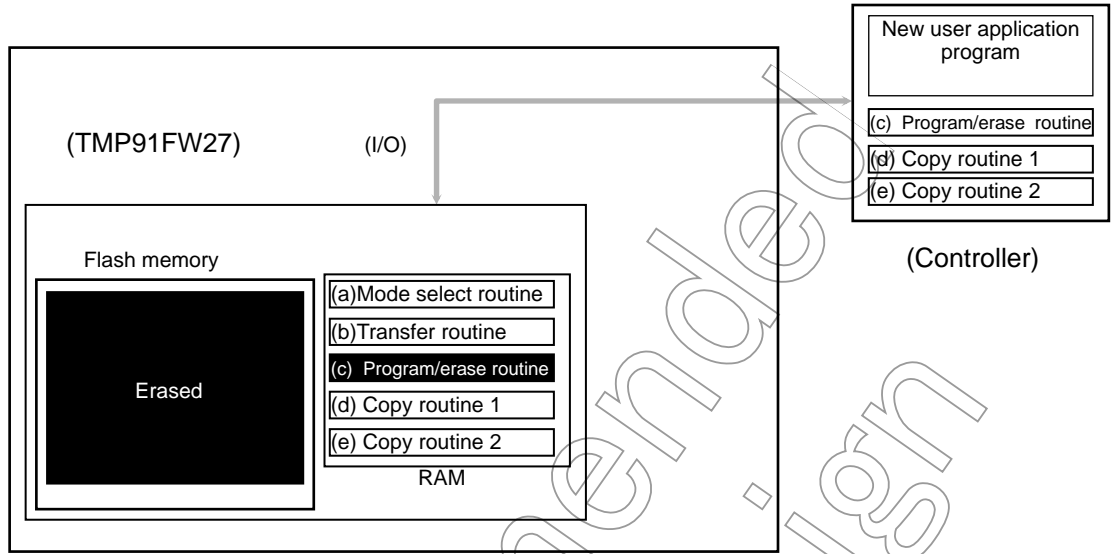 New user application
program
(c) Program/erase routine
(d) Copy routine 1
(e) Copy routine 2
(Controller)
(TMP91FW27)
(I/O)
Flash memory
Erased
(a)Mode select routine
(b)Transfer routine
(c) Program/erase routine
(d) Copy routine 1
(e) Copy routine 2
RAM